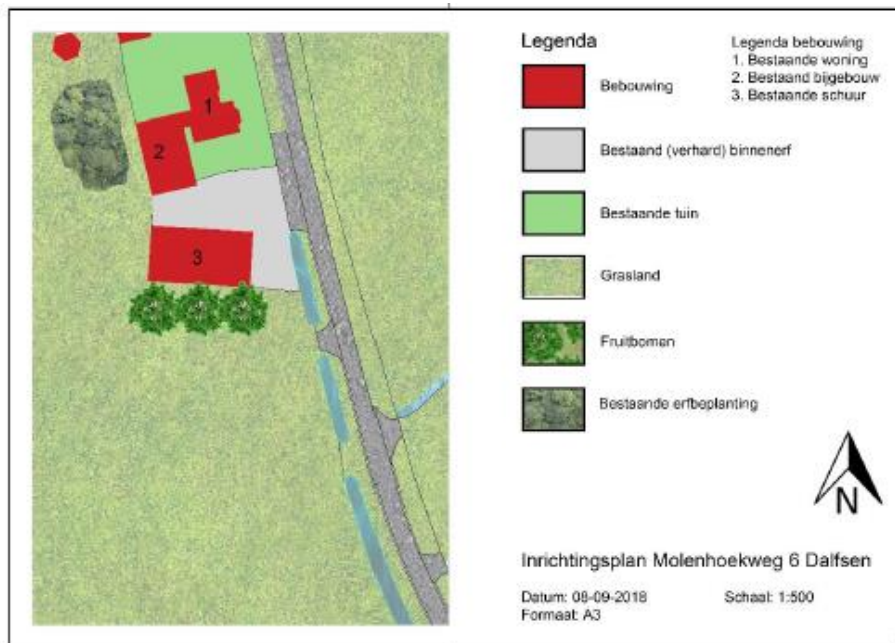 Legenda
Bebouwing
Bestaand (verhard) binnenerf
Bestaande tuin
Grasland
Fruitbomen
Bestaande erfbeplanting
Legenda bebouwing
1. Bestaande woning
2. Bestaand bijgebouw
3. Bestaande schuur
1
2
3
N
Inrichtingsplan Molenhoekweg 6 Dalfsen
Datum: 08-09-2018 Schaal: 1:500
Formaat: A3